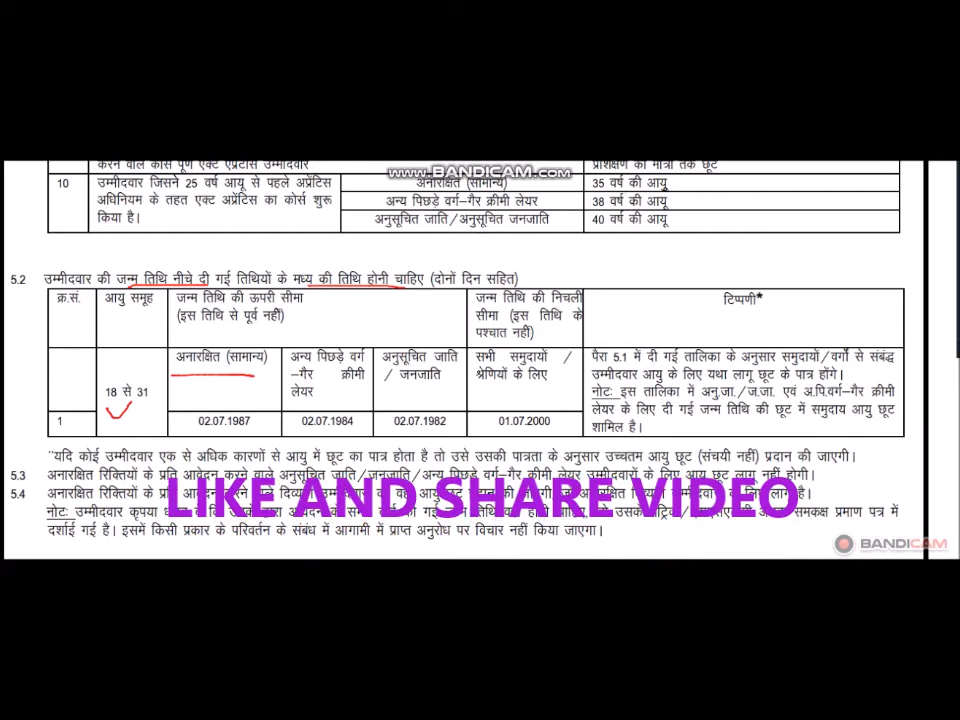 करने वाले कोर्स पूर्ण एक्ट एप्रेंटिस उम्मीदवार
प्रशिक्षण की मात्रा तक छूट
www.BANDICAM.com
10
उम्मीदवार जिसने 25 वर्ष आयू से पहले अप्रेंटिस
अधिनियम के तहत एक्ट अप्रेंटिस का कोर्स शुरू
किया है।
अनारक्षित (सामान्य)
35 वर्ष की आयू
अन्य पिछड़े वर्ग–गैर क्रीमी लेयर
38 वर्ष की आयू
अनुसूचित जाति/अनुसूचित जनजाति
40 वर्ष की आयू
5.2 उम्मीदवार की जन्म तिथि नीचे दी गई तिथियों के मध्य की तिथि होनी चाहिए (दोनों दिन सहित)
क्र.सं.
आयु समूह
जन्म तिथि की ऊपरी सीमा
(इस तिथि से पूर्व नहीं)
जन्म तिथि की निचली
सीमा (इस तिथि के
पश्चात नहीं)
टिप्पणी*
18 से 31
अनारक्षित (सामान्य)
अन्य पिछड़े वर्ग
–गैर क्रीमी
लेयर
अनुसूचित जाति
/ जनजाति
सभी समुदायों /
श्रेणियों के लिए
पैरा 5.1 में दी गई तालिका के अनुसार समुदायों/वर्गो से संबंद्ध
उम्मीदवार आयु के लिए यथा लागू छूट के पात्र होंगे।
नोटः इस तालिका में अनु.जा./ज.जा. एवं अ.पि.वर्ग–गैर क्रीमी
लेयर के लिए दी गई जन्म तिथि की छूट में समुदाय आयु छूट
शामिल है।
1
02.07.1987
02.07.1984
02.07.1982
01.07.2000
"यदि कोई उम्मीदवार एक से अधिक कारणों से आयु में छूट का पात्र होता है तो उसे उसकी पात्रता के अनुसार उच्चतम आयु छूट (संचयी नहीं) प्रदान की जाएगी।
5.3 अनारक्षित रिक्तियों के प्रति आवेदन करने वाले अनुसूचित जाति/जनजाति/अन्य पिछड़े वर्ग–गैर क्रीमी लेयर उम्मीदवारों के लिए आयु छूट लागू नहीं होगी।
5.4 अनारक्षित रिक्तियों के प्रति आवेदन करने वाले
LIKE AND SHARE VIDEO
नोटः उम्मीदवार कृपया समकक्ष प्रमाण पत्र में
दर्शाई गई है। इसमें किसी प्रकार के परिवर्तन के संबंध में आगामी में प्राप्त अनुरोध पर विचार नहीं किया जाएगा।
BANDICAM